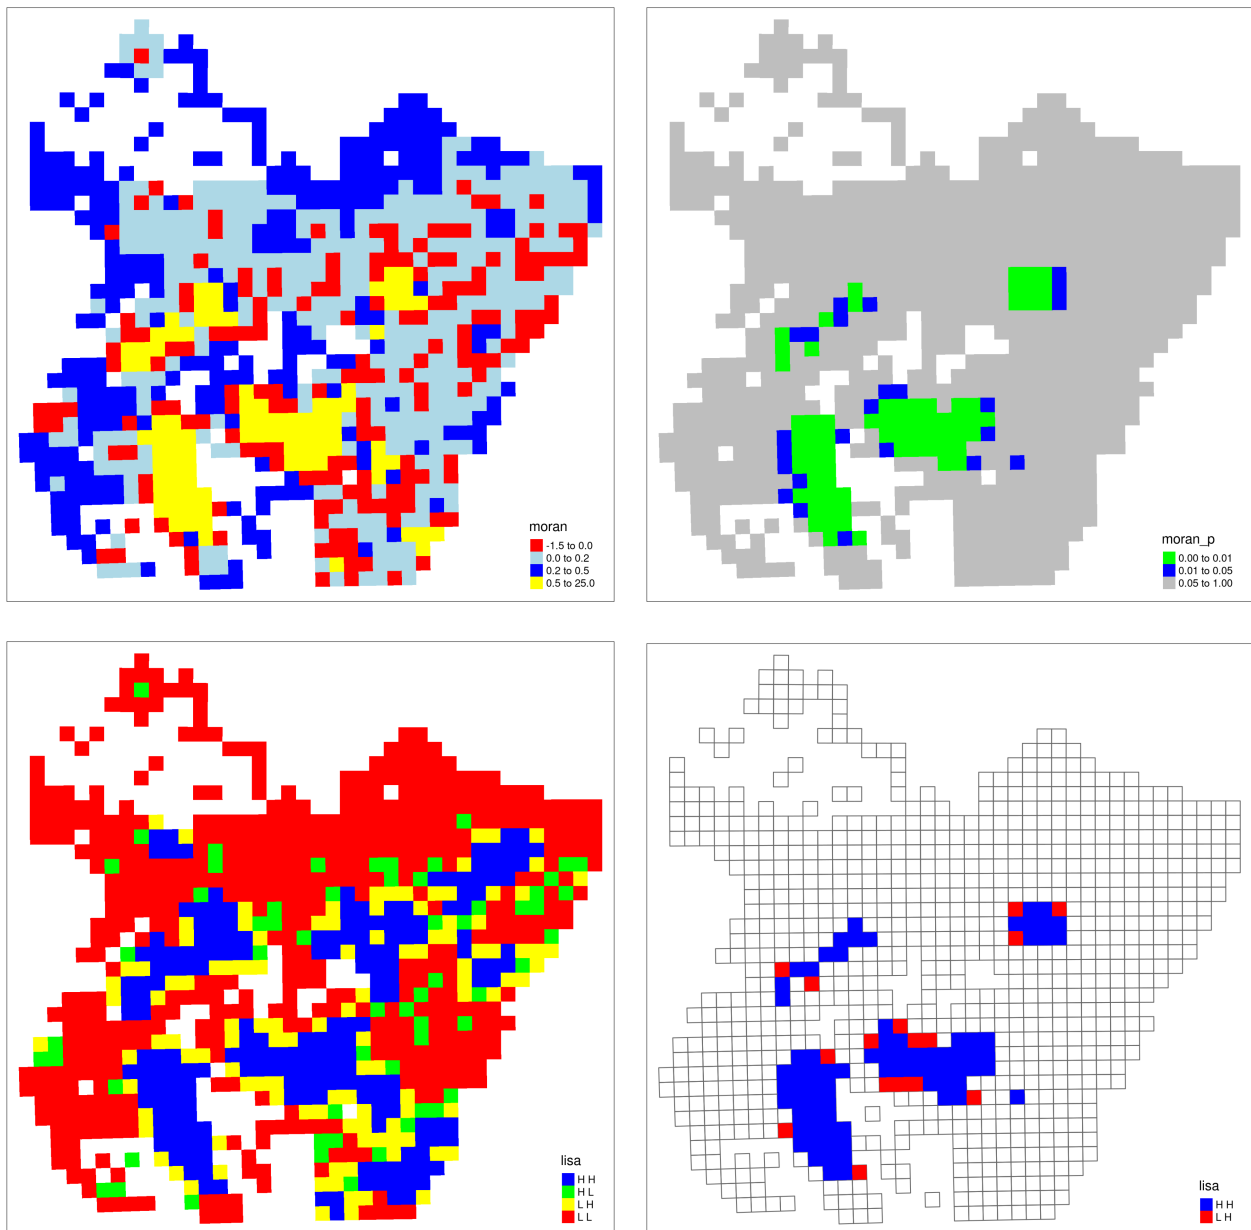 moran
-1.5 to 0.0
0.0 to 0.2
0.2 to 0.5
0.5 to 25.0
moran_p
0.00 to 0.01
0.01 to 0.05
0.05 to 1.00
lisa
H H
H L
L H
L L
lisa
H H
L H